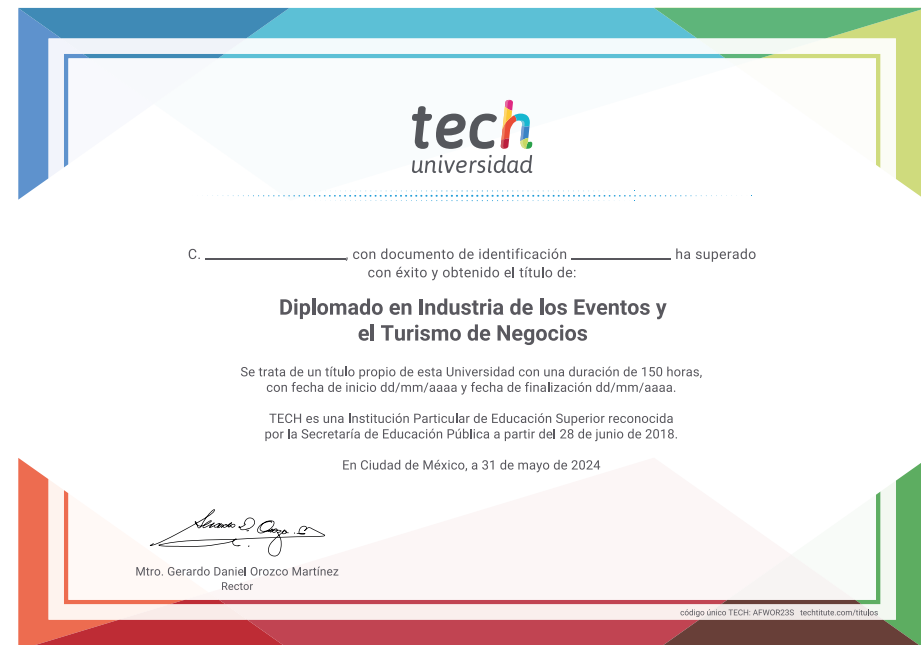 tech
universidad
C. ____________________, con documento de identificación ______________ ha superado
con éxito y obtenido el título de:
Diplomado en Industria de los Eventos y
el Turismo de Negocios
Se trata de un título propio de esta Universidad con una duración de 150 horas,
con fecha de inicio dd/mm/aaaa y fecha de finalización dd/mm/aaaa.
TECH es una Institución Particular de Educación Superior reconocida
por la Secretaría de Educación Pública a partir del 28 de junio de 2018.
En Ciudad de México, a 31 de mayo de 2024
Mtro. Gerardo Daniel Orozco Martínez
Rector
código único TECH: AFWOR23S techtitute.com/titulos